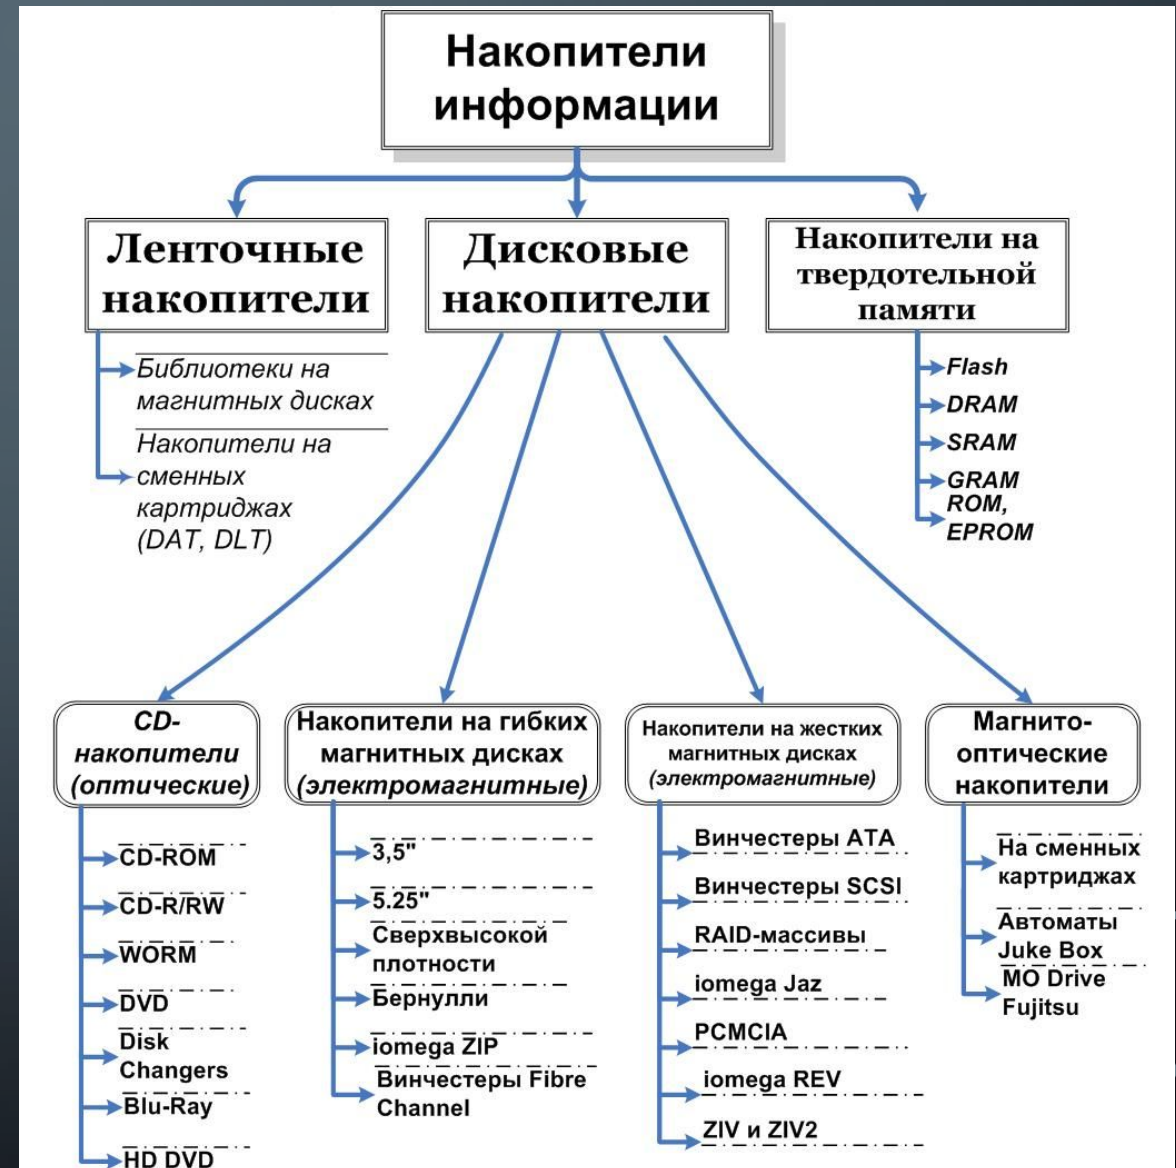 Накопители
информации
Ленточные
накопители
Дисковые
накопители
Накопители на
твердотельной
памяти
Библиотеки на
магнитных дисках
Накопители на
сменных
картриджах
(DAT, DLT)
Flash
DRAM
SRAM
GRAM
ROM,
EPROM
CD-
накопители
(оптические)
Накопители на гибких
магнитных дисках
(электромагнитные)
Накопители на жестких
магнитных дисках
(электромагнитные)
Магнито-
оптические
накопители
CD-ROM
CD-R/RW
WORM
DVD
Disk
Changers
Blu-Ray
HD DVD
3,5"
5.25"
Сверхвысокой
плотности
Бернулли
iomega ZIP
Винчестеры Fibre
Channel
Винчестеры ATA
Винчестеры SCSI
RAID-массивы
iomega Jaz
PCMCIA
iomega REV
ZIV и ZIV2
На сменных
картриджах
Автоматы
Juke Box
MO Drive
Fujitsu